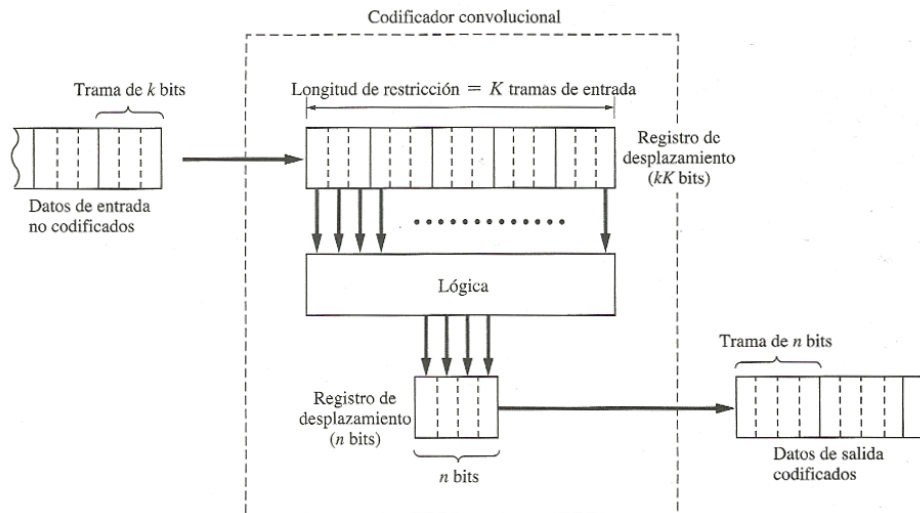 Codificador convolucional
Trama de k bits
Longitud de restricción = K tramas de entrada
Registro de
desplazamiento
(kK bits)
Datos de entrada
no codificados
Lógica
Trama de n bits
Registro de
desplazamiento
(n bits)
n bits
Datos de salida
codificados